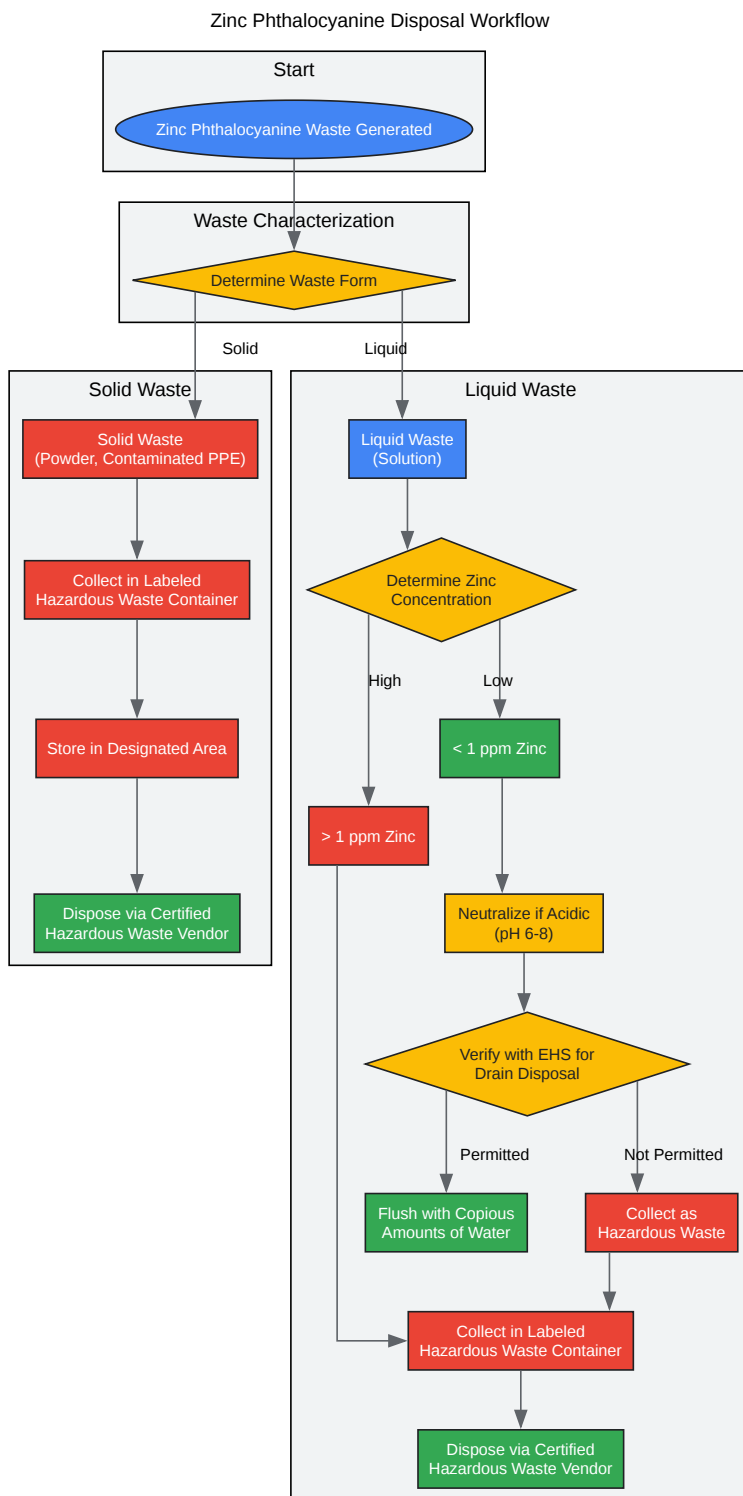 Zinc Phthalocyanine Disposal Workflow
Start
Zinc Phthalocyanine Waste Generated
Waste Characterization
Determine Waste Form
Solid
Liquid
Solid Waste
Solid Waste
(Powder, Contaminated PPE)
Collect in Labeled
Hazardous Waste Container
Store in Designated Area
Dispose via Certified
Hazardous Waste Vendor
Liquid Waste
Liquid Waste
(Solution)
Determine Zinc
Concentration
High
Low
< 1 ppm Zinc
> 1 ppm Zinc
Neutralize if Acidic
(pH 6-8)
Verify with EHS for
Drain Disposal
Permitted
Not Permitted
Flush with Copious
Amounts of Water
Collect as
Hazardous Waste
Collect in Labeled
Hazardous Waste Container
Dispose via Certified
Hazardous Waste Vendor